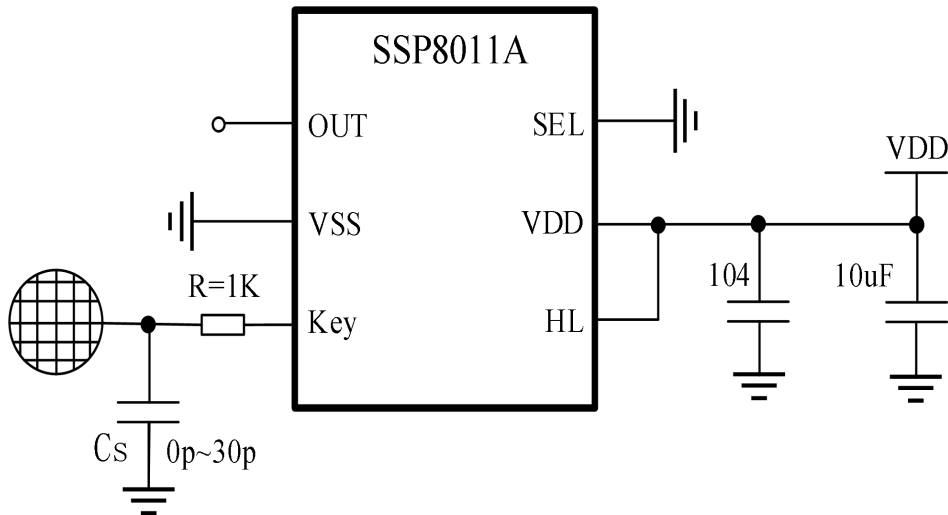 SSP8011A
OUT
SEL
VDD
VSS
VDD
104
10uF
R=1K
Key
HL
Cs 0p~30p